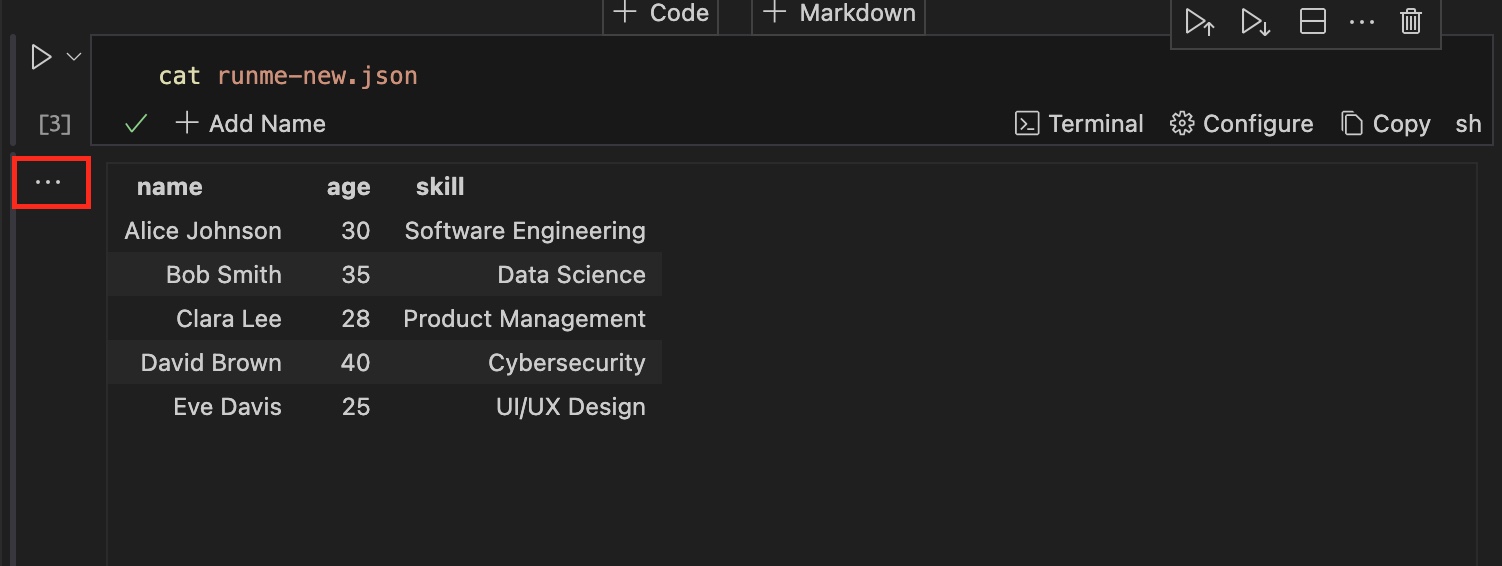 + Code + Markdown
cat runme-new.json
[3] + Add Name Terminal Configure Copy sh
name age skill
Alice Johnson 30 Software Engineering
Bob Smith 35 Data Science
Clara Lee 28 Product Management
David Brown 40 Cybersecurity
Eve Davis 25 UI/UX Design